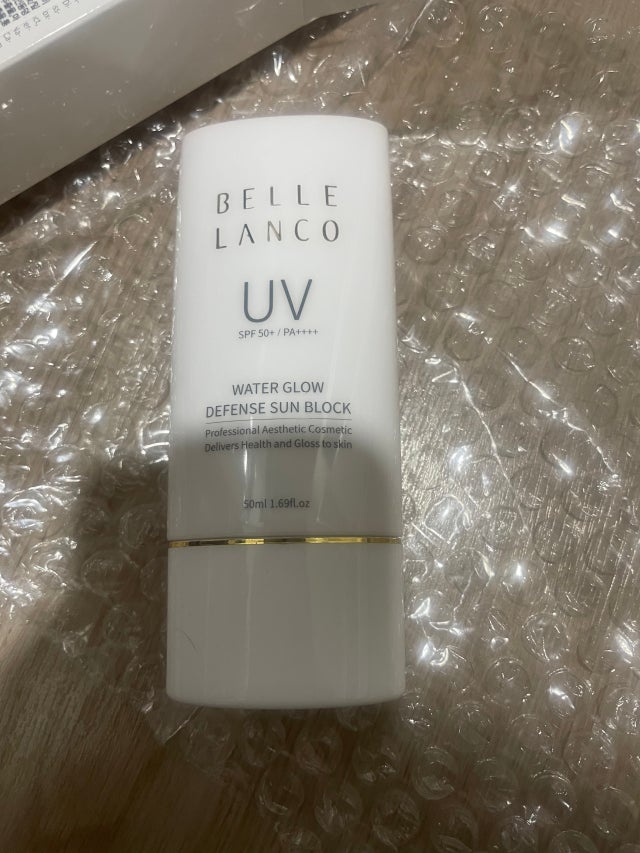 BELLE
LANCO
UV
SPF 50+ / PA++++
WATER GLOW
DEFENSE SUN BLOCK
Professional Aesthetic Cosmetic
Delivers Health and Gloss to skin
50ml 1.69fl.oz